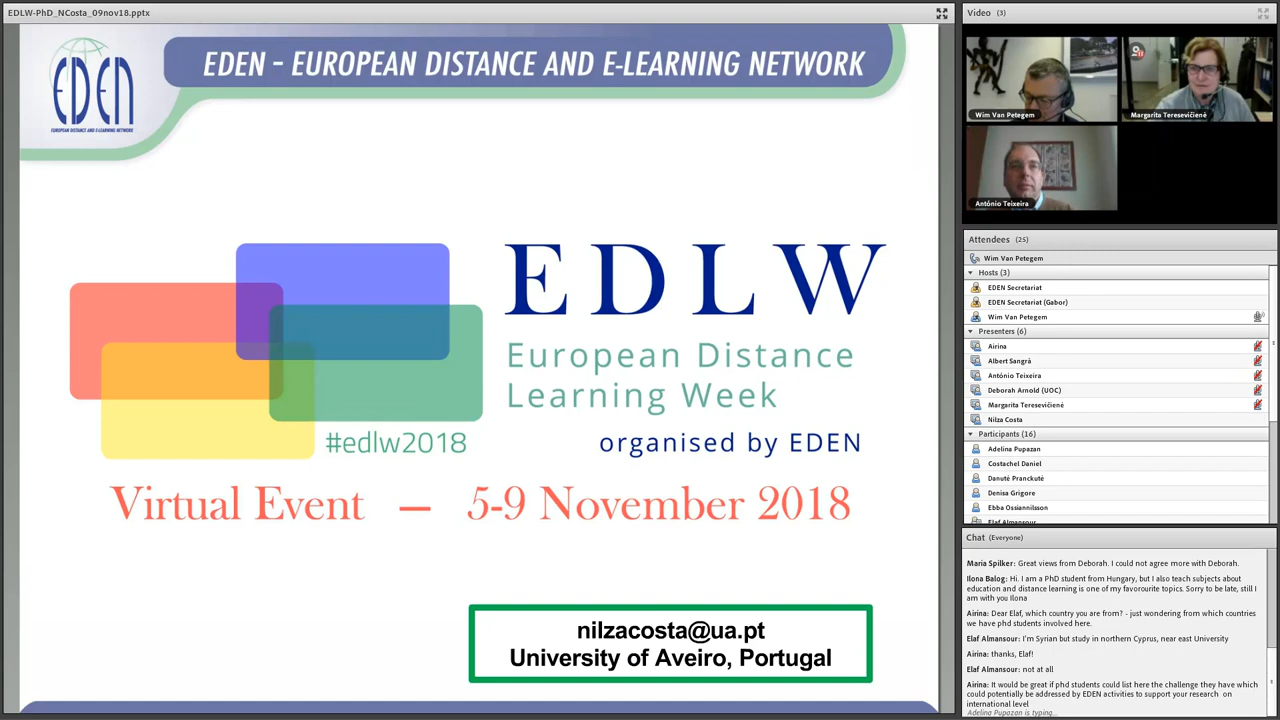 EDLW-PhD_NCosta_09nov18.pptx
EDEN – EUROPEAN DISTANCE AND E-LEARNING NETWORK
EDEN
EUROPEAN DISTANCE AND E-LEARNING NETWORK
EDLW
European Distance
Learning Week
#edlw2018
organised by EDEN
Virtual Event — 5-9 November 2018
nilzacosta@ua.pt
University of Aveiro, Portugal
Video (3)
Wim Van Petegem
Margarita Teresevičienė
António Teixeira
Attendees (25)
Wim Van Petegem
Hosts (3)
EDEN Secretariat
EDEN Secretariat (Gabor)
Wim Van Petegem
Presenters (6)
Airina
Albert Sangrà
António Teixeira
Deborah Arnold (UOC)
Margarita Teresevičienė
Nilza Costa
Participants (16)
Adelina Pupazan
Costachel Daniel
Danutė Pranckutė
Denisa Grigore
Ebba Ossiannilsson
Elaf Almansour
Chat (Everyone)
Maria Spilker: Great views from Deborah. I could not agree more with Deborah.
Ilona Balog: Hi. I am a PhD student from Hungary, but I also teach subjects about
education and distance learning is one of my favorourite topics. Sorry to be late, still I
am with you Ilona
Airina: Dear Elaf, which country you are from? - just wondering from which countries
we have phd students involved here.
Elaf Almansour: I'm Syrian but study in northern Cyprus, near east University
Airina: thanks, Elaf!
Elaf Almansour: not at all
Airina: It would be great if phd students could list here the challenge they have which
could potentially be addressed by EDEN activities to support your research on
international level
Adelina Pupazan is typing...